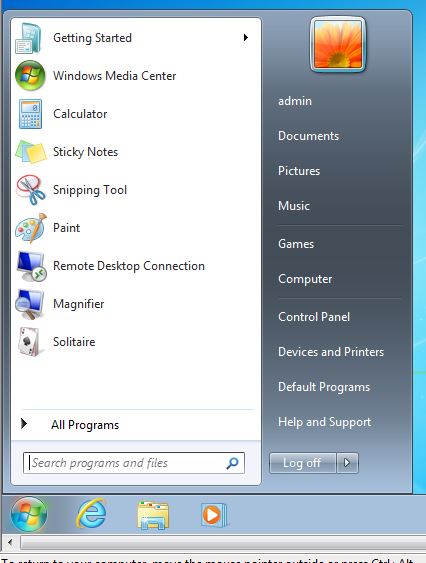 Getting Started
Windows Media Center
Calculator
Sticky Notes
Snipping Tool
Paint
Remote Desktop Connection
Magnifier
Solitaire
All Programs
Search programs and files
admin
Documents
Pictures
Music
Games
Computer
Control Panel
Devices and Printers
Default Programs
Help and Support
Log off
To return to your computer, move the mouse pointer outside or press Ctrl+Alt